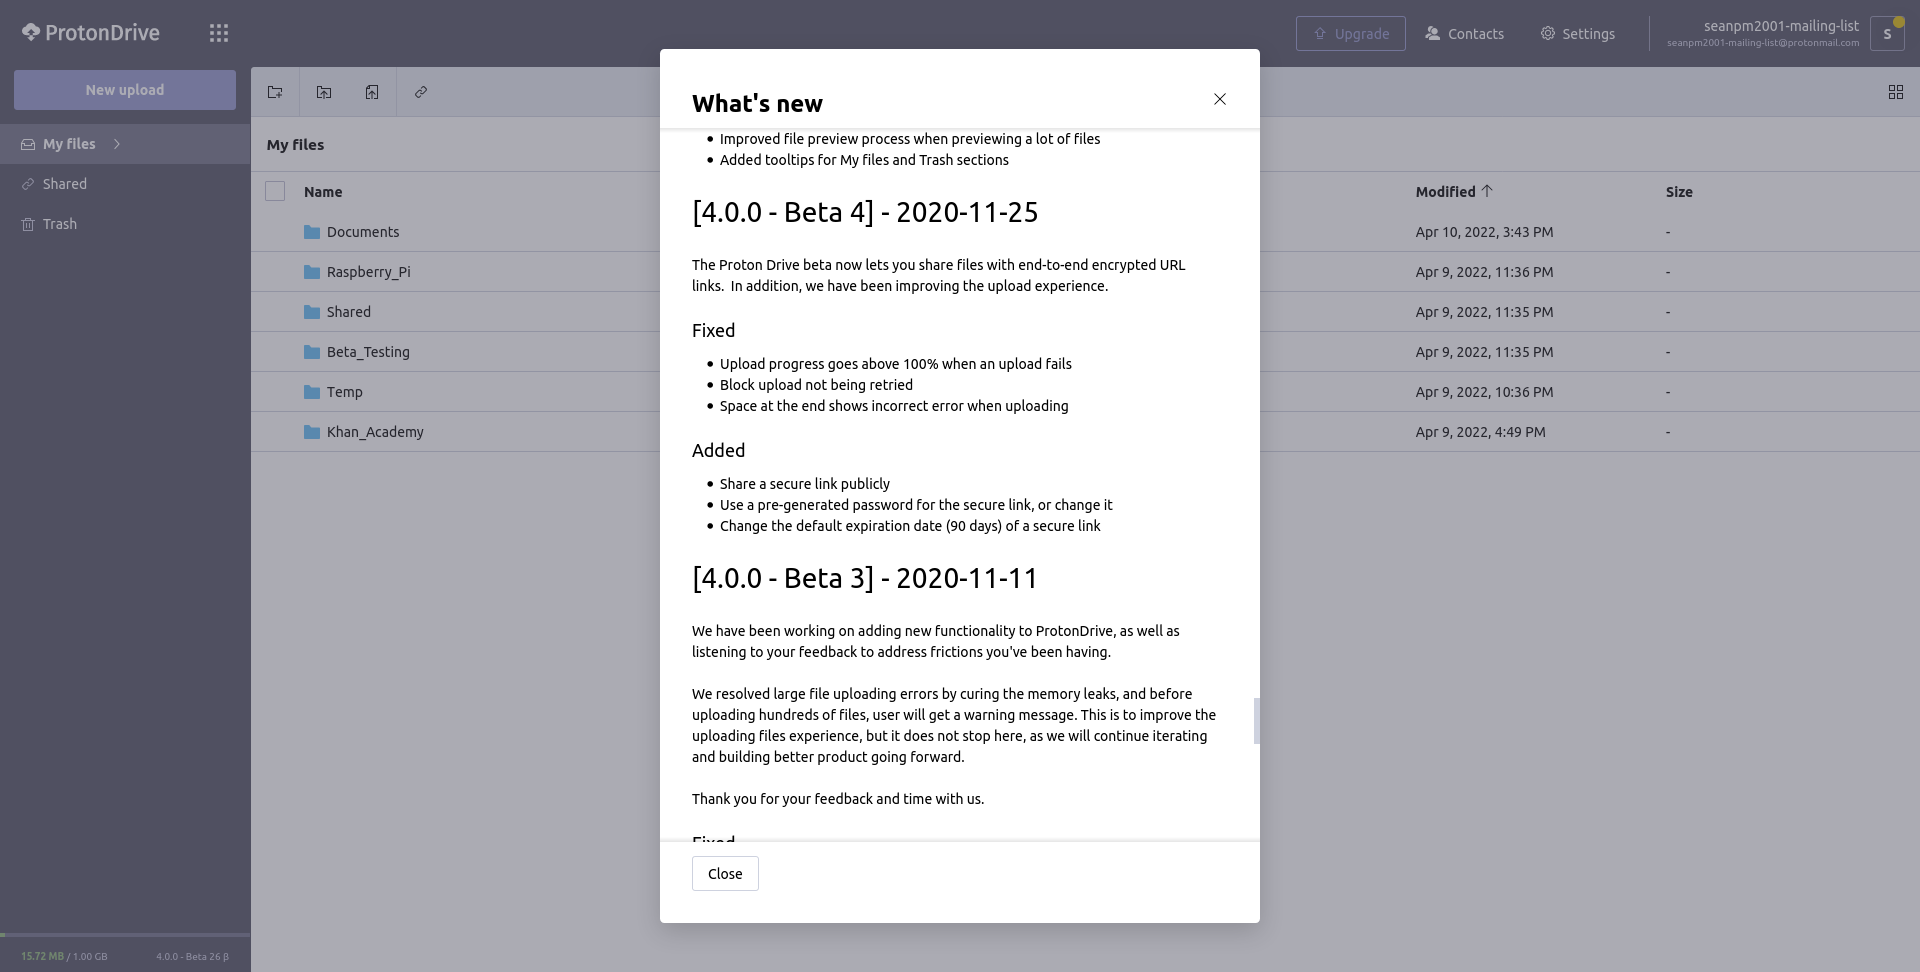 ProtonDrive
Upgrade
Contacts
Settings
seanpm2001-mailing-list
seanpm2001-mailing-list@protonmail.com
S
New upload
My files
Shared
Trash
My files
Name
Modified
Size
Documents
Apr 10, 2022, 3:43 PM
-
Raspberry_Pi
Apr 9, 2022, 11:36 PM
-
Shared
Apr 9, 2022, 11:35 PM
-
Beta_Testing
Apr 9, 2022, 11:35 PM
-
Temp
Apr 9, 2022, 10:36 PM
-
Khan_Academy
Apr 9, 2022, 4:49 PM
-
What's new
• Improved file preview process when previewing a lot of files
• Added tooltips for My files and Trash sections
[4.0.0 - Beta 4] - 2020-11-25
The Proton Drive beta now lets you share files with end-to-end encrypted URL
links.  In addition, we have been improving the upload experience.
Fixed
• Upload progress goes above 100% when an upload fails
• Block upload not being retried
• Space at the end shows incorrect error when uploading
Added
• Share a secure link publicly
• Use a pre-generated password for the secure link, or change it
• Change the default expiration date (90 days) of a secure link
[4.0.0 - Beta 3] - 2020-11-11
We have been working on adding new functionality to ProtonDrive, as well as
listening to your feedback to address frictions you've been having.
We resolved large file uploading errors by curing the memory leaks, and before
uploading hundreds of files, user will get a warning message. This is to improve the
uploading files experience, but it does not stop here, as we will continue iterating
and building better product going forward.
Thank you for your feedback and time with us.
Fixed
Close
15.72 MB / 1.00 GB
4.0.0 - Beta 26 β